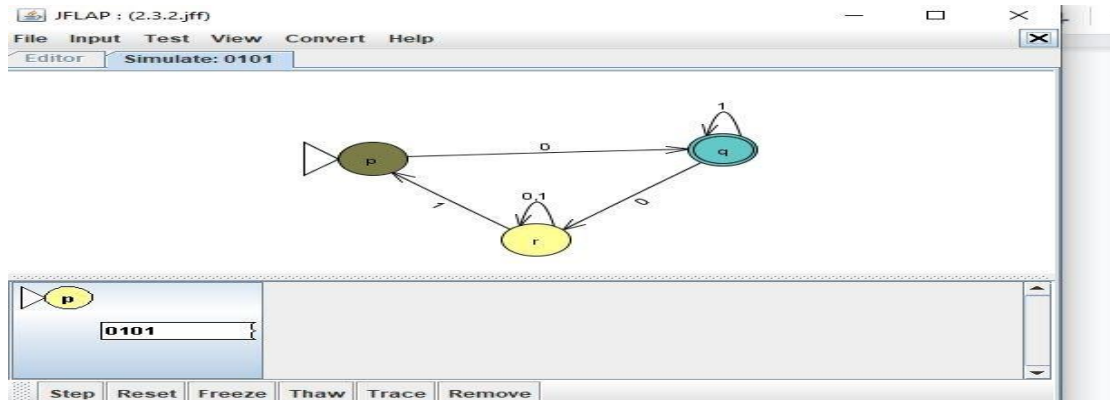 JFLAP : (2.3.2.jff)
File Input Test View Convert Help
Editor Simulate: 0101
1
0
q
p
0,1
1
0
r
p
0101
Step Reset Freeze Thaw Trace Remove